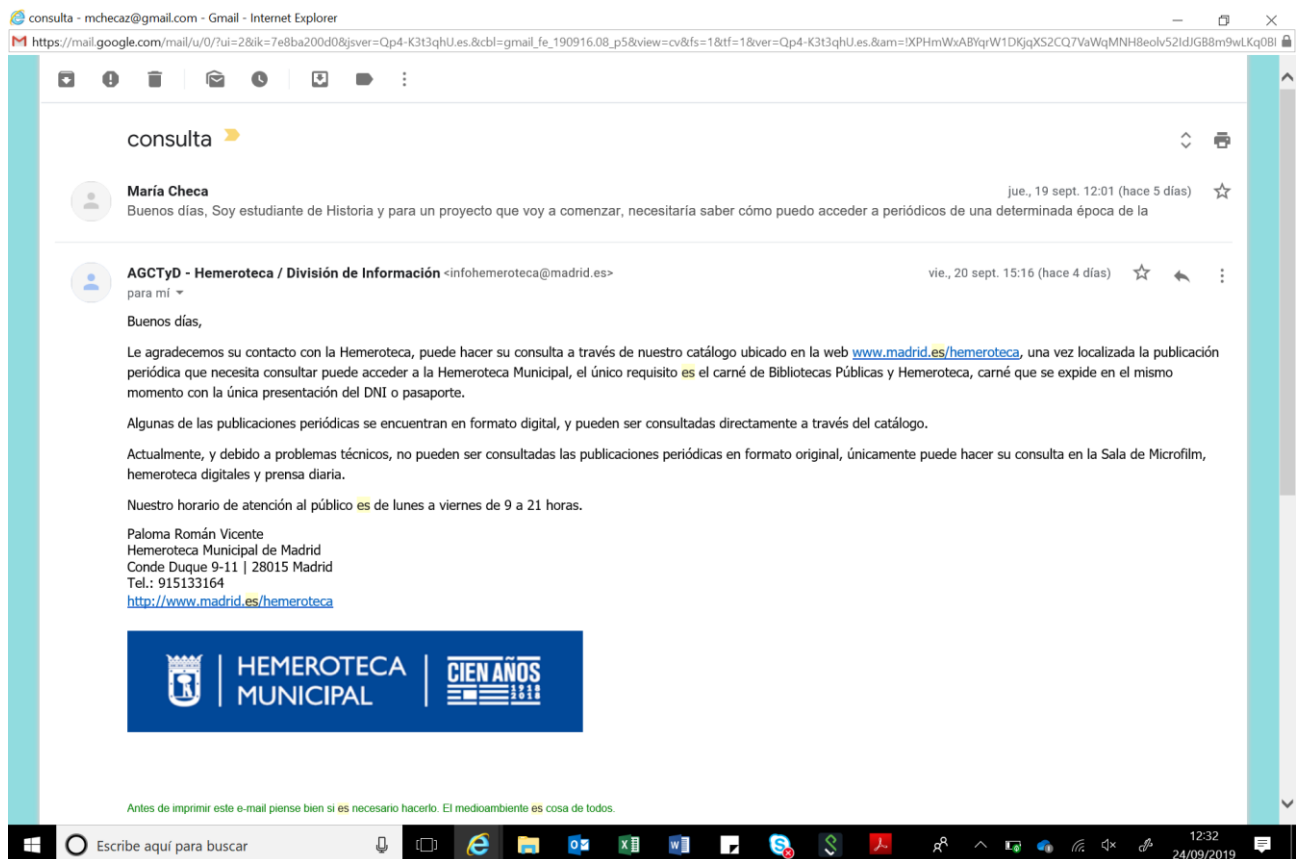 consulta - mchecaz@gmail.com - Gmail - Internet Explorer
https://mail.google.com/mail/u/0/?ui=2&ik=7e8ba200d0&jsver=Qp4-K3t3qhU.es.&cbl=gmail_fe_190916.08_p5&view=cv&fs=1&tf=1&ver=Qp4-K3t3qhU.es.&am=!XPHmWxABYqrW1DKjqXS2CQ7VaWqMNH8eolv52IdJGB8m9wLKq0Bl
consulta
María Checa
jue., 19 sept. 12:01 (hace 5 días)
Buenos días, Soy estudiante de Historia y para un proyecto que voy a comenzar, necesitaría saber cómo puedo acceder a periódicos de una determinada época de la
AGCTyD - Hemeroteca / División de Información <infohemeroteca@madrid.es>
vie., 20 sept. 15:16 (hace 4 días)
para mí
Buenos días,
Le agradecemos su contacto con la Hemeroteca, puede hacer su consulta a través de nuestro catálogo ubicado en la web www.madrid.es/hemeroteca, una vez localizada la publicación
periódica que necesita consultar puede acceder a la Hemeroteca Municipal, el único requisito es el carné de Bibliotecas Públicas y Hemeroteca, carné que se expide en el mismo
momento con la única presentación del DNI o pasaporte.
Algunas de las publicaciones periódicas se encuentran en formato digital, y pueden ser consultadas directamente a través del catálogo.
Actualmente, y debido a problemas técnicos, no pueden ser consultadas las publicaciones periódicas en formato original, únicamente puede hacer su consulta en la Sala de Microfilm,
hemeroteca digitales y prensa diaria.
Nuestro horario de atención al público es de lunes a viernes de 9 a 21 horas.
Paloma Román Vicente
Hemeroteca Municipal de Madrid
Conde Duque 9-11 | 28015 Madrid
Tel.: 915133164
http://www.madrid.es/hemeroteca
HEMEROTECA
MUNICIPAL
CIEN AÑOS
1918
2018
Antes de imprimir este e-mail piense bien si es necesario hacerlo. El medioambiente es cosa de todos.
Escribe aquí para buscar
12:32
24/09/2019